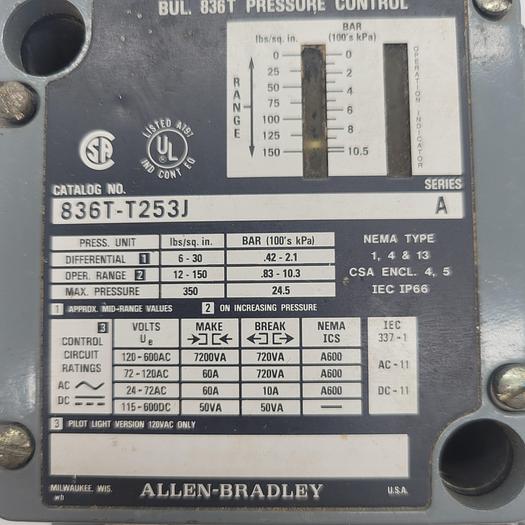 BUL. 836T PRESSURE CONTROL
lbs/sq. in. BAR (100's kPa)
RANGE
0 0
25 2
50 4
75
100 6
125 8
150 10.5
OPERATION INDICATOR
SA
LISTED A297
UL
IND CONT EQ
CATALOG NO. SERIES
836T-T253J A
PRESS. UNIT lbs/sq. in. BAR (100's kPa)
DIFFERENTIAL 1 6 - 30 .42 - 2.1
OPER. RANGE 2 12 - 150 .83 - 10.3
MAX. PRESSURE 350 24.5
NEMA TYPE
1, 4 & 13
CSA ENCL. 4, 5
IEC IP66
1 APPROX. MID-RANGE VALUES 2 ON INCREASING PRESSURE
3 CONTROL CIRCUIT RATINGS
AC
DC
VOLTS Ue MAKE BREAK NEMA ICS IEC 337-1
120-600AC 7200VA 720VA A600
72-120AC 60A 720VA A600
24-72AC 60A 10A A600
115-600DC 50VA 50VA —
AC-11
DC-11
3 PILOT LIGHT VERSION 120VAC ONLY
MILWAUKEE, WIS. ALLEN-BRADLEY U.S.A.
wb